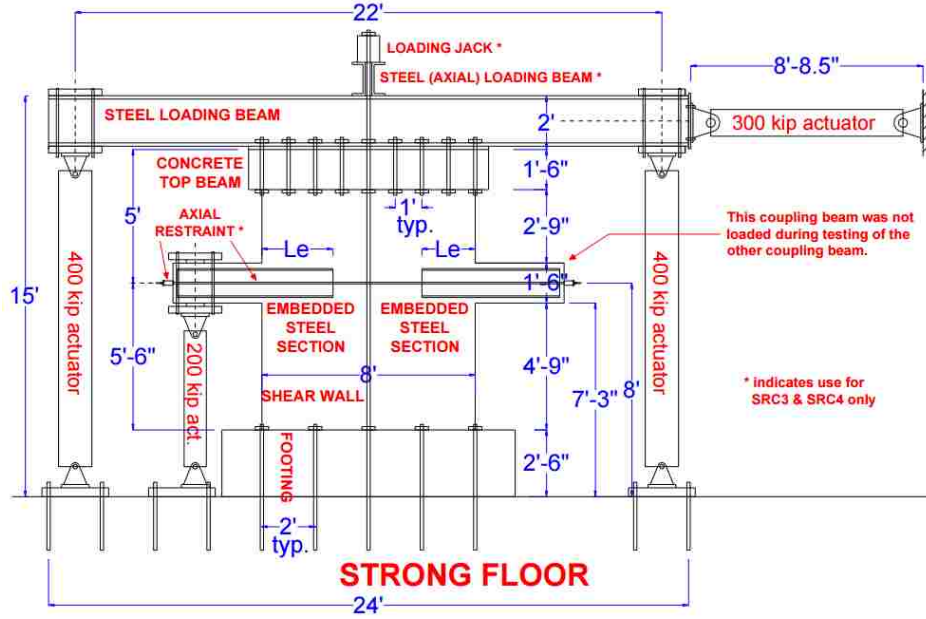 22'
LOADING JACK *
STEEL (AXIAL) LOADING BEAM *
8'-8.5"
STEEL LOADING BEAM
2'
300 kip actuator
CONCRETE
TOP BEAM
1'-6"
5'
1'
typ.
2'-9"
AXIAL
RESTRAINT *
This coupling beam was not
loaded during testing of the
other coupling beam.
Le
Le
400 kip actuator
400 kip actuator
15'
1'-6"
EMBEDDED
STEEL
SECTION
EMBEDDED
STEEL
SECTION
200 kip act.
5'-6"
4'-9"
8'
7'-3"
8'
SHEAR WALL
* indicates use for
SRC3 & SRC4 only
FOOTING
2'-6"
2'
typ.
STRONG FLOOR
24'